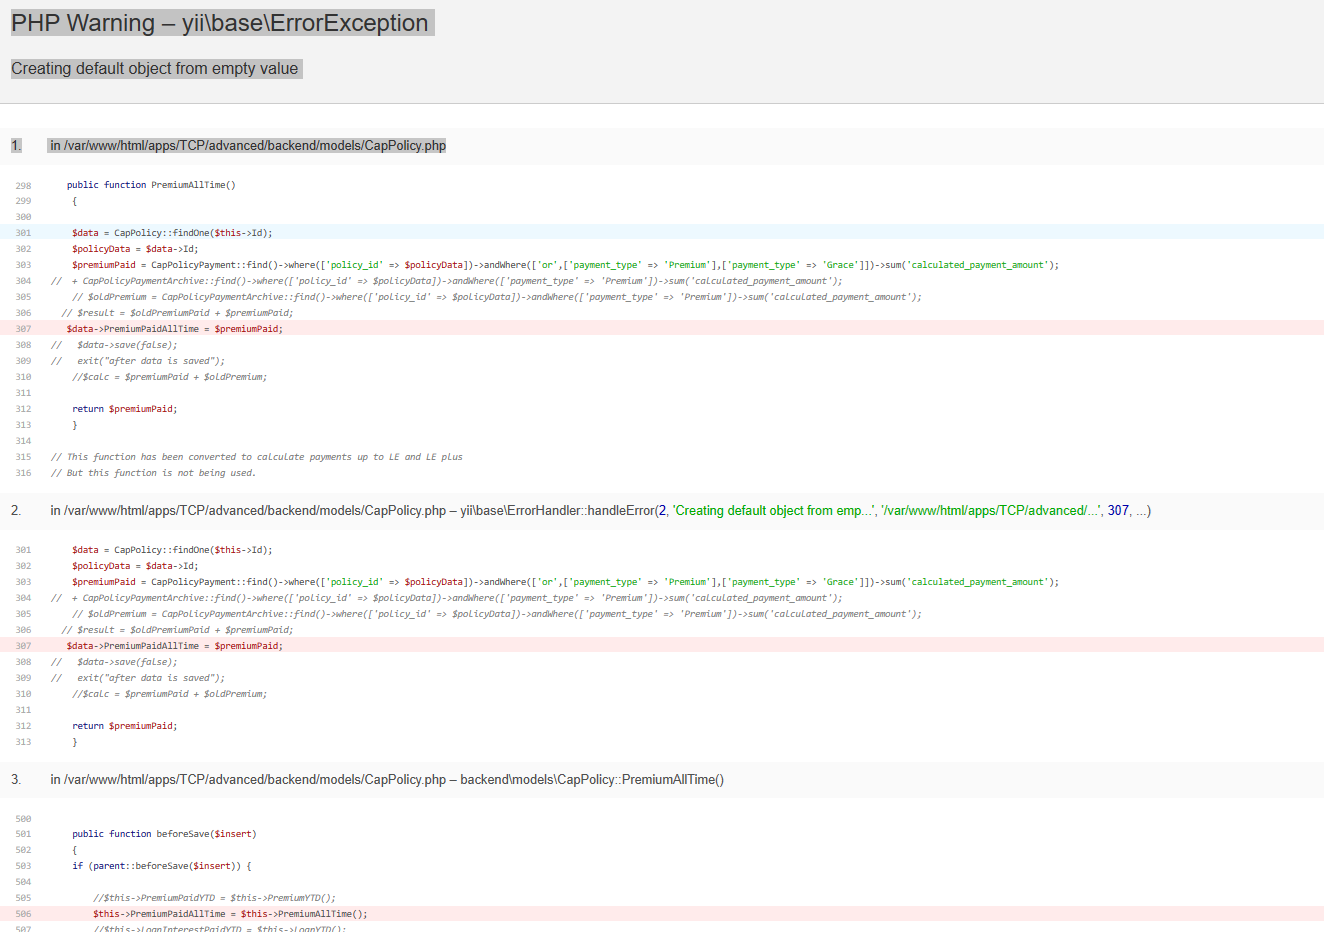 PHP Warning – yii\base\ErrorException
Creating default object from empty value
1. in /var/www/html/apps/TCP/advanced/backend/models/CapPolicy.php
298 public function PremiumAllTime()
299 {
300
301 $data = CapPolicy::findOne($this->Id);
302 $policyData = $data->Id;
303 $premiumPaid = CapPolicyPayment::find()->where(['policy_id' => $policyData])->andWhere(['or',['payment_type' => 'Premium'],['payment_type' => 'Grace']])->sum('calculated_payment_amount');
304 // + CapPolicyPaymentArchive::find()->where(['policy_id' => $policyData])->andWhere(['payment_type' => 'Premium'])->sum('calculated_payment_amount');
305 // $oldPremium = CapPolicyPaymentArchive::find()->where(['policy_id' => $policyData])->andWhere(['payment_type' => 'Premium'])->sum('calculated_payment_amount');
306 // $result = $oldPremiumPaid + $premiumPaid;
307 $data->PremiumPaidAllTime = $premiumPaid;
308 // $data->save(false);
309 // exit("after data is saved");
310 //$calc = $premiumPaid + $oldPremium;
311
312 return $premiumPaid;
313 }
314
315 // This function has been converted to calculate payments up to LE and LE plus
316 // But this function is not being used.
2. in /var/www/html/apps/TCP/advanced/backend/models/CapPolicy.php – yii\base\ErrorHandler::handleError(2, 'Creating default object from emp...', '/var/www/html/apps/TCP/advanced/...', 307, ...)
301 $data = CapPolicy::findOne($this->Id);
302 $policyData = $data->Id;
303 $premiumPaid = CapPolicyPayment::find()->where(['policy_id' => $policyData])->andWhere(['or',['payment_type' => 'Premium'],['payment_type' => 'Grace']])->sum('calculated_payment_amount');
304 // + CapPolicyPaymentArchive::find()->where(['policy_id' => $policyData])->andWhere(['payment_type' => 'Premium'])->sum('calculated_payment_amount');
305 // $oldPremium = CapPolicyPaymentArchive::find()->where(['policy_id' => $policyData])->andWhere(['payment_type' => 'Premium'])->sum('calculated_payment_amount');
306 // $result = $oldPremiumPaid + $premiumPaid;
307 $data->PremiumPaidAllTime = $premiumPaid;
308 // $data->save(false);
309 // exit("after data is saved");
310 //$calc = $premiumPaid + $oldPremium;
311
312 return $premiumPaid;
313 }
3. in /var/www/html/apps/TCP/advanced/backend/models/CapPolicy.php – backend\models\CapPolicy::PremiumAllTime()
500
501 public function beforeSave($insert)
502 {
503 if (parent::beforeSave($insert)) {
504
505 //$this->PremiumPaidYTD = $this->PremiumYTD();
506 $this->PremiumPaidAllTime = $this->PremiumAllTime();
507 //$this->LoanInterestPaidYTD = $this->LoanYTD();